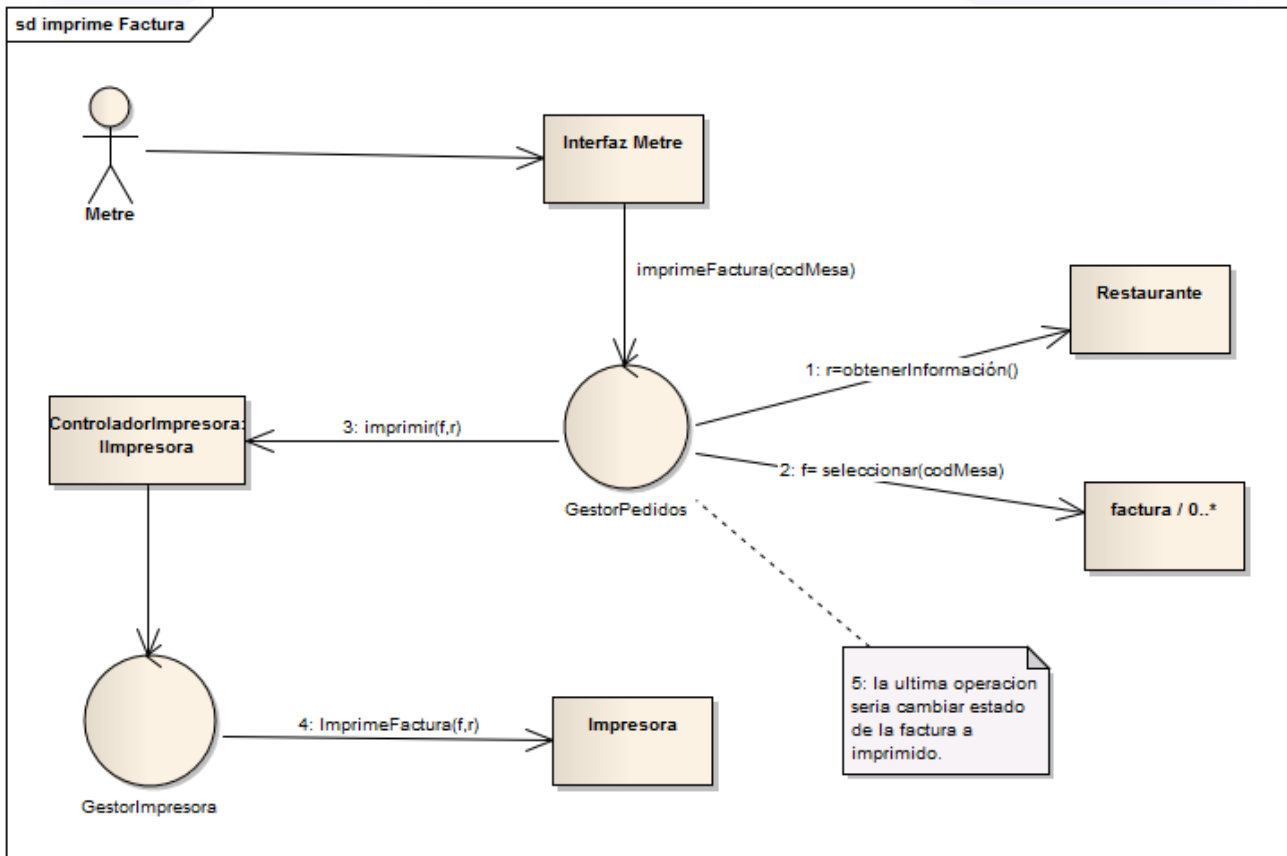 sd imprime Factura
Metre
Interfaz Metre
imprimeFactura(codMesa)
Restaurante
1: r=obtenerInformación()
ControladorImpresora:
IImpresora
3: imprimir(f,r)
GestorPedidos
2: f= seleccionar(codMesa)
factura / 0..*
GestorImpresora
4: ImprimeFactura(f,r)
Impresora
5: la ultima operacion
seria cambiar estado
de la factura a
imprimido.